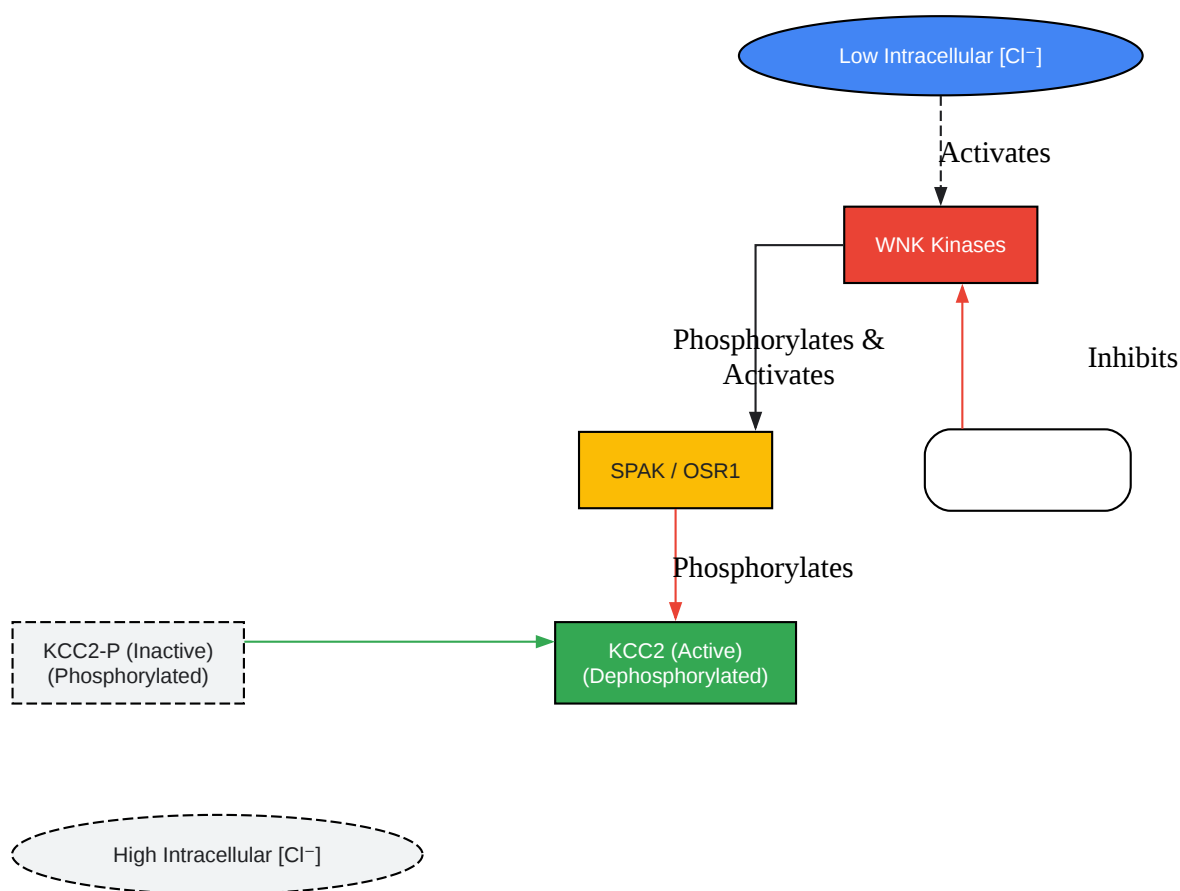 Low Intracellular [Cl⁻]
Activates
WNK Kinases
Phosphorylates &
Activates
Inhibits
SPAK / OSR1
Phosphorylates
KCC2-P (Inactive)
(Phosphorylated)
KCC2 (Active)
(Dephosphorylated)
High Intracellular [Cl⁻]